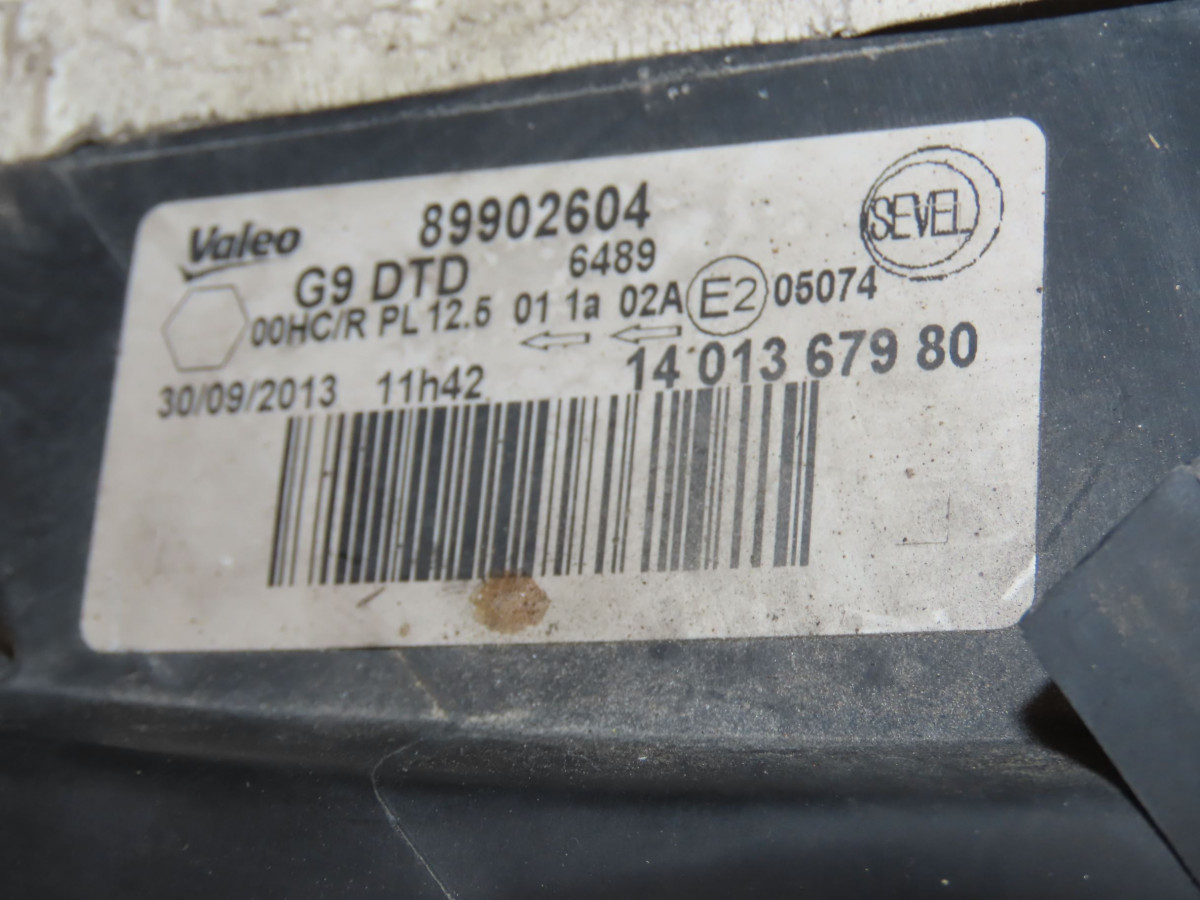 Valeo 89902604 SEVEL
G9 DTD 6489
00HC/R PL 12.5 01 1a 02A E2 05074
14 013 679 80
30/09/2013 11h42